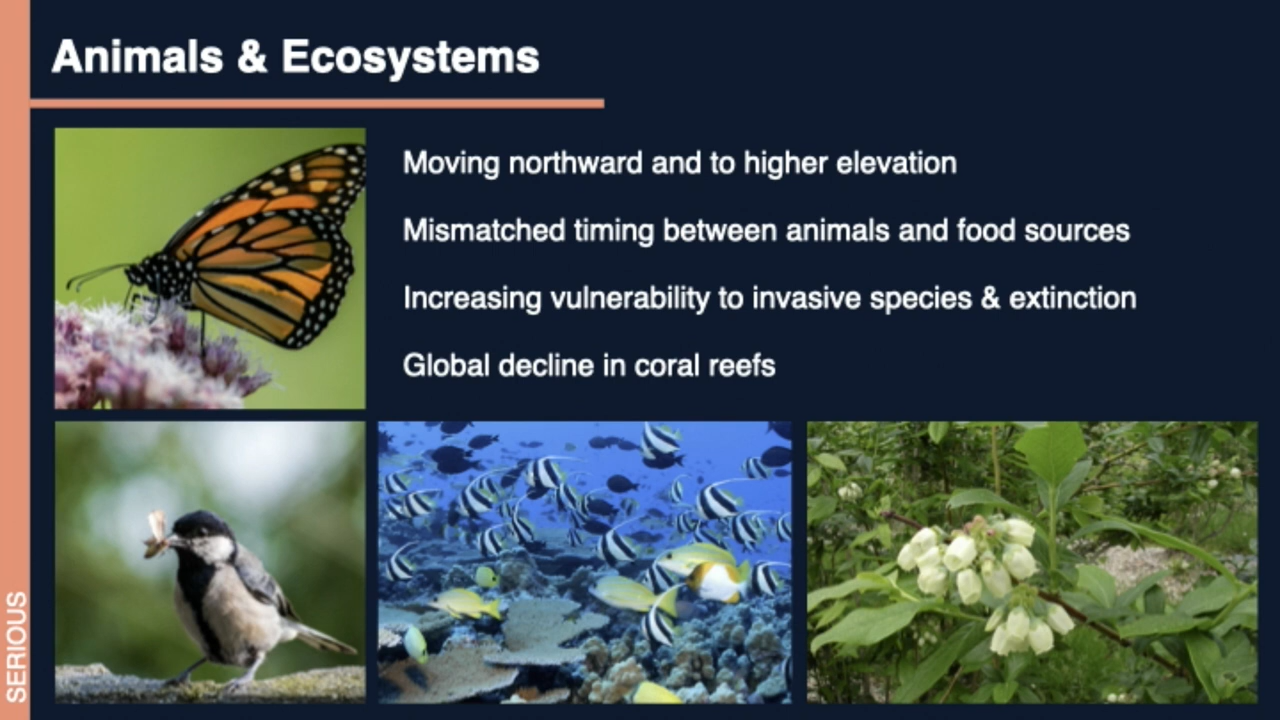 Animals & Ecosystems
Moving northward and to higher elevation
Mismatched timing between animals and food sources
Increasing vulnerability to invasive species & extinction
Global decline in coral reefs
SERIOUS